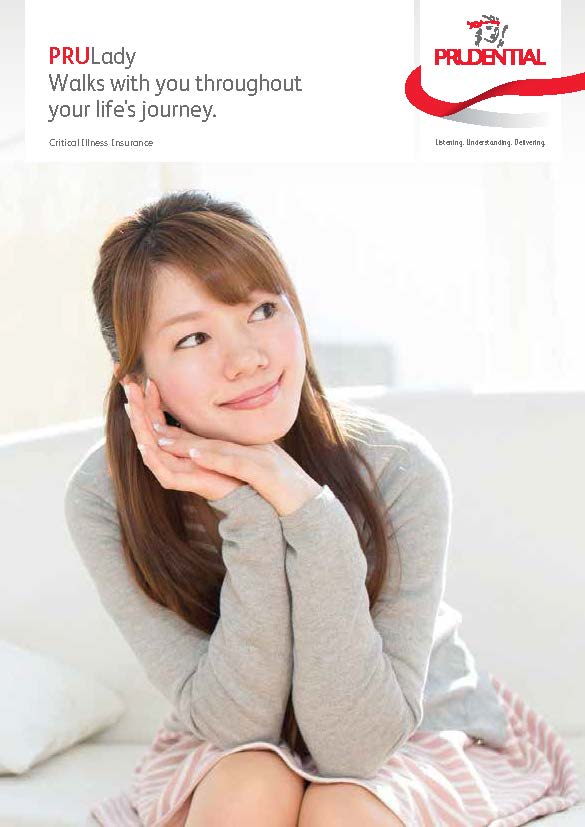 PRULady
Walks with you throughout
your life's journey.
Critical Illness Insurance
PRUDENTIAL
Listening. Understanding. Delivering.